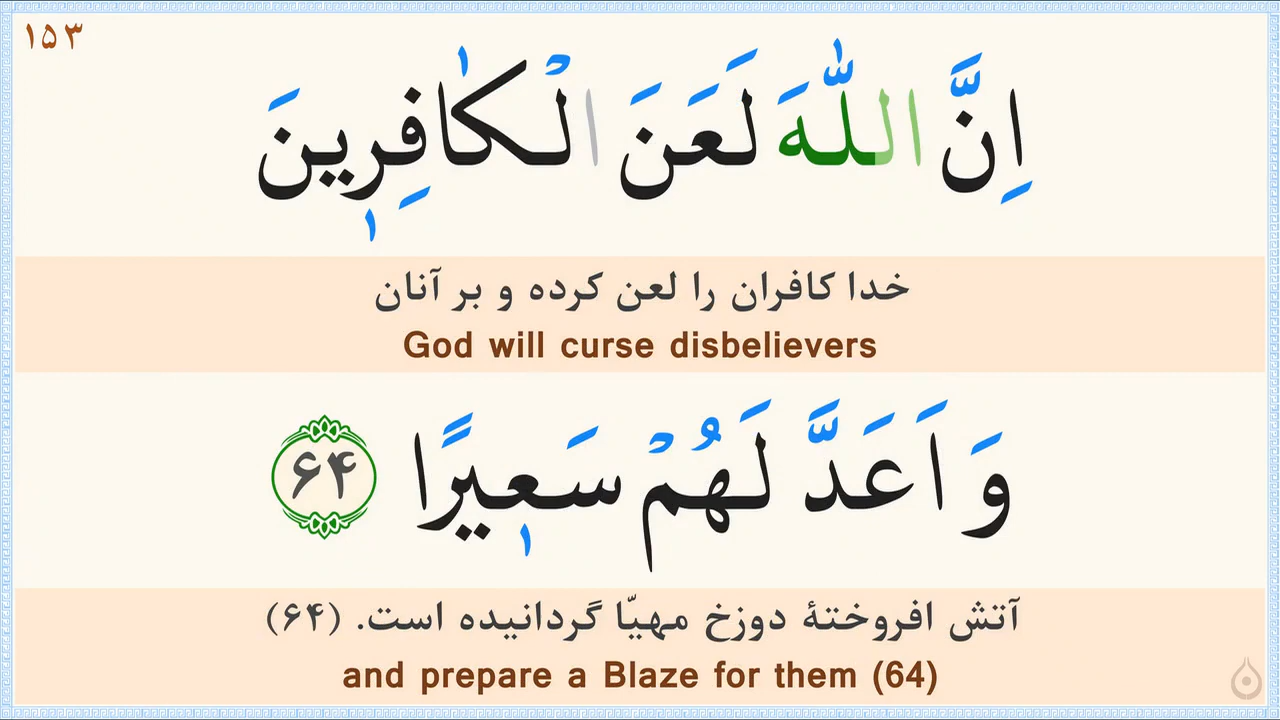 ۱۵۳
اِنَّ اللّٰهَ لَعَنَ الْكٰافِرٖينَ
خدا کافران را لعن کرده و بر آنان
God will curse disbelievers
وَ اَعَدَّ لَهُمْ سَعٖيرًا ۶۴
آتش افروختهٔ دوزخ مهیّا گردانیده است. (۶۴)
and prepare a Blaze for them (64)